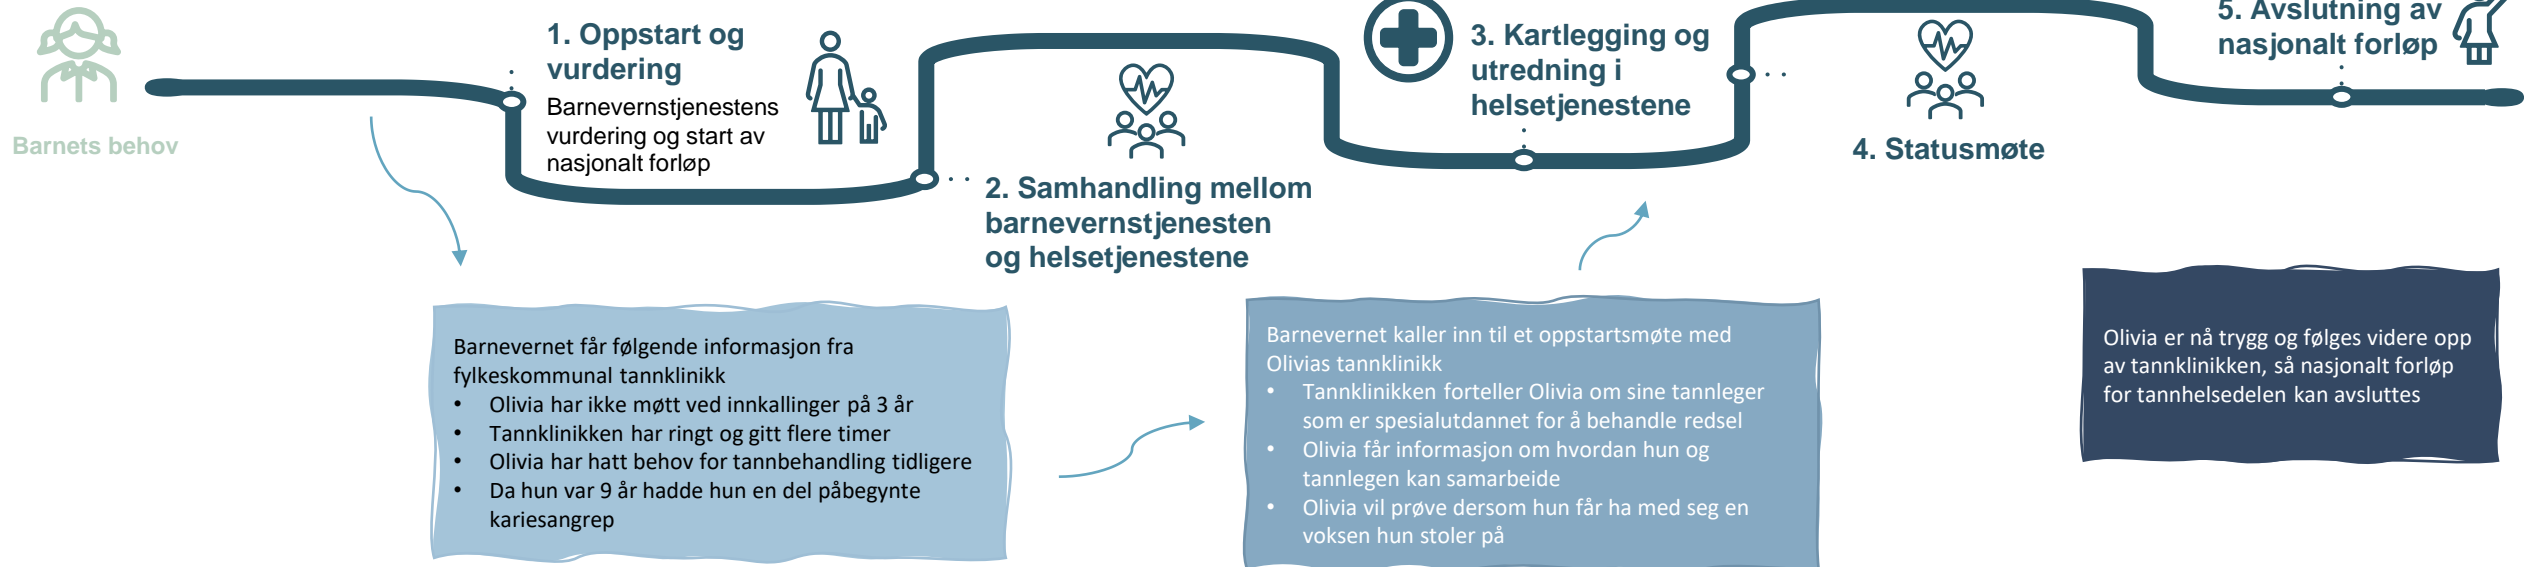 Barnets behov
1. Oppstart og
vurdering
Barnevernstjenestens
vurdering og start av
nasjonalt forløp
2. Samhandling mellom
barnevernstjenesten
og helsetjenestene
3. Kartlegging og
utredning i
helsetjenestene
4. Statusmøte
5. Avslutning av
nasjonalt forløp
Barnevernet får følgende informasjon fra
fylkeskommunal tannklinikk
• Olivia har ikke møtt ved innkallinger på 3 år
• Tannklinikken har ringt og gitt flere timer
• Olivia har hatt behov for tannbehandling tidligere
• Da hun var 9 år hadde hun en del påbegynte
kariesangrep
Barnevernet kaller inn til et oppstartsmøte med
Olivias tannklinikk
• Tannklinikken forteller Olivia om sine tannleger
som er spesialutdannet for å behandle redsel
• Olivia får informasjon om hvordan hun og
tannlegen kan samarbeide
• Olivia vil prøve dersom hun får ha med seg en
voksen hun stoler på
Olivia er nå trygg og følges videre opp
av tannklinikken, så nasjonalt forløp
for tannhelsedelen kan avsluttes